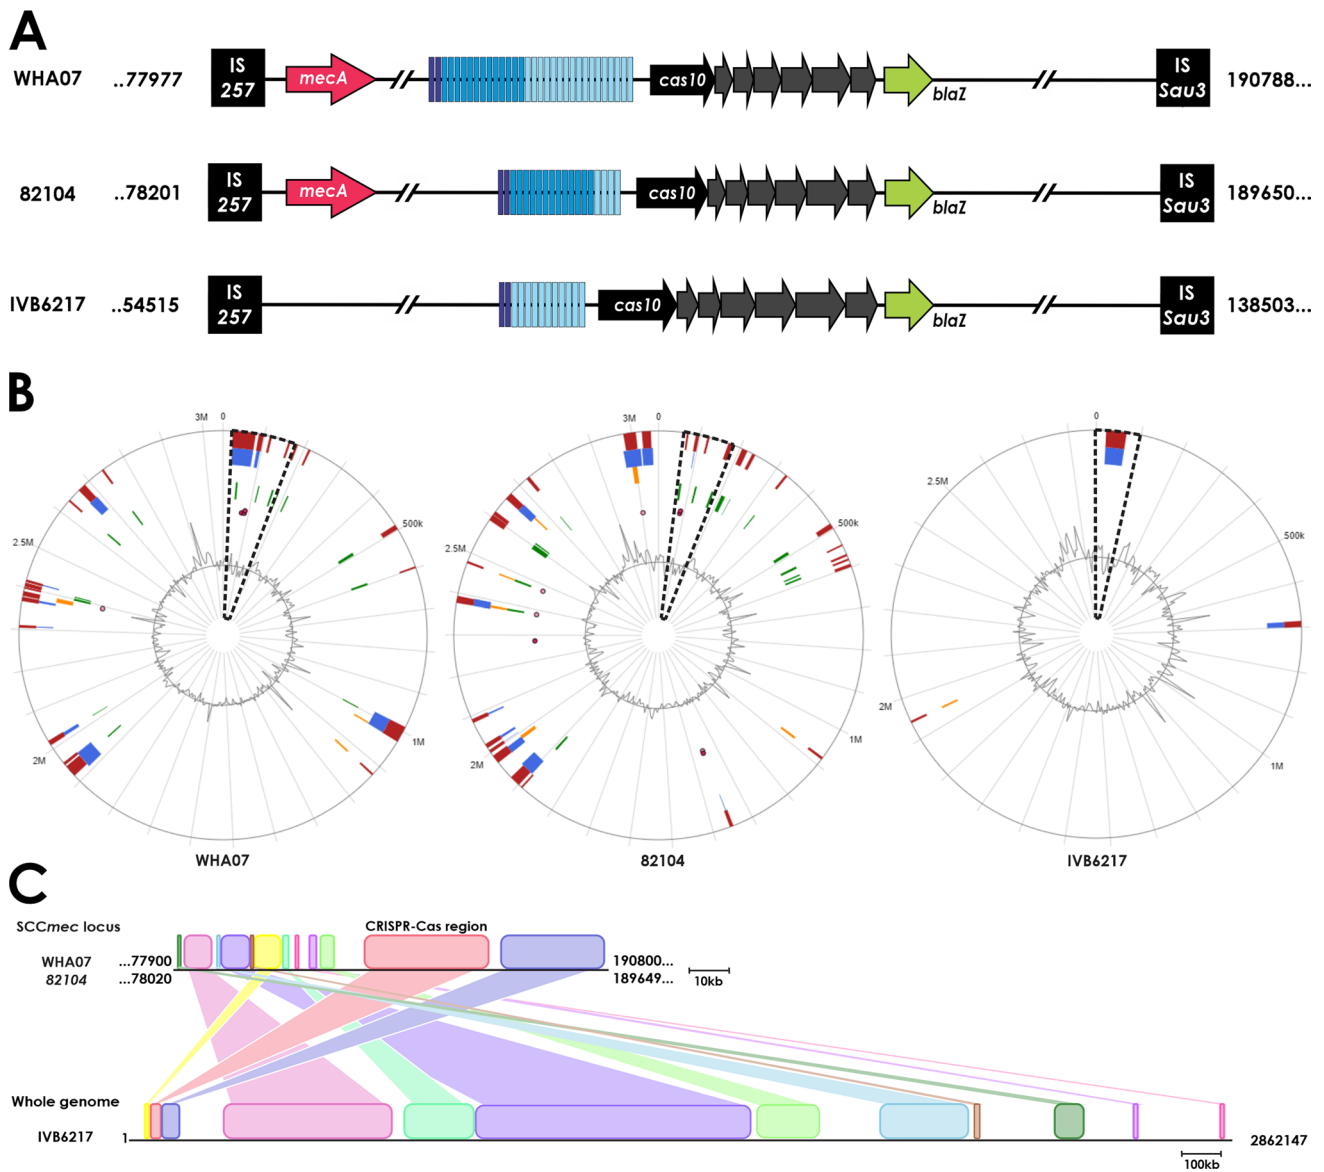 A
WHA07 ..77977 IS 257 mecA cas10 blaZ IS Sau3 190788...
82104 ..78201 IS 257 mecA cas10 blaZ IS Sau3 189650...
IVB6217 ..54515 IS 257 cas10 blaZ IS Sau3 138503...
B
3M 0 500k 1M 2M 2.5M
WHA07
3M 0 500k 1M 2M 2.5M
82104
0 500k 1M 2M 2.5M
IVB6217
C
SCCmec locus CRISPR-Cas region
WHA07 ...77900 190800...
82104 ...78020 189649... 10kb
Whole genome
IVB6217 1 2862147
100kb